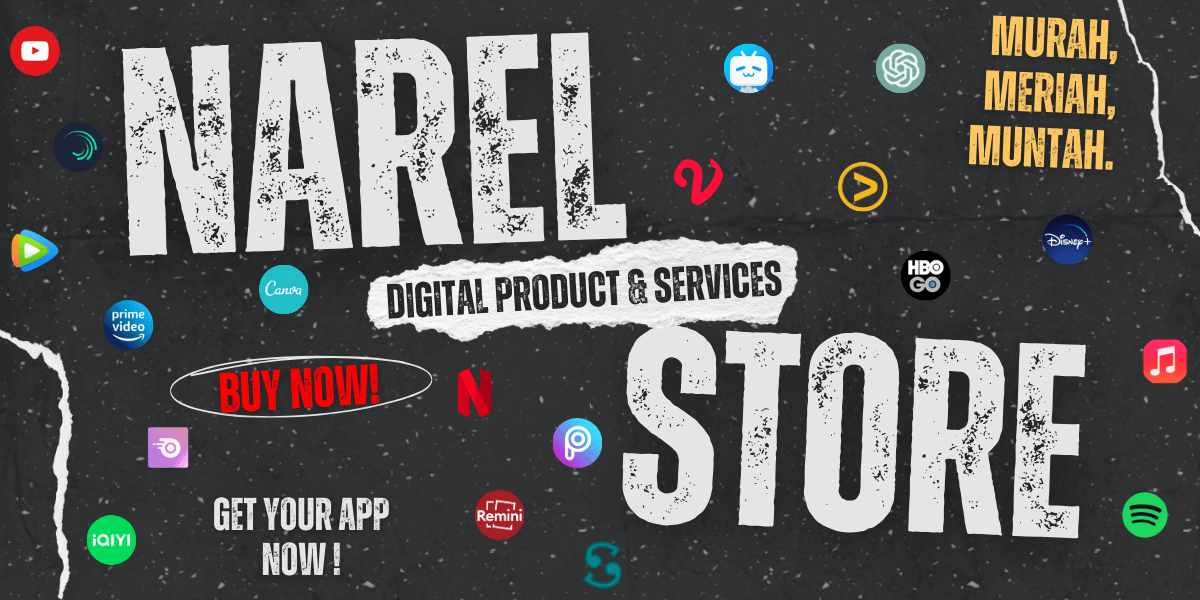 NAREL
MURAH,
MERIAH,
MUNTAH.
DIGITAL PRODUCT & SERVICES
STORE
Canva
prime
video
HBO
GO
Disney+
BUY NOW!
GET YOUR APP
NOW !
iQIYI
Remini